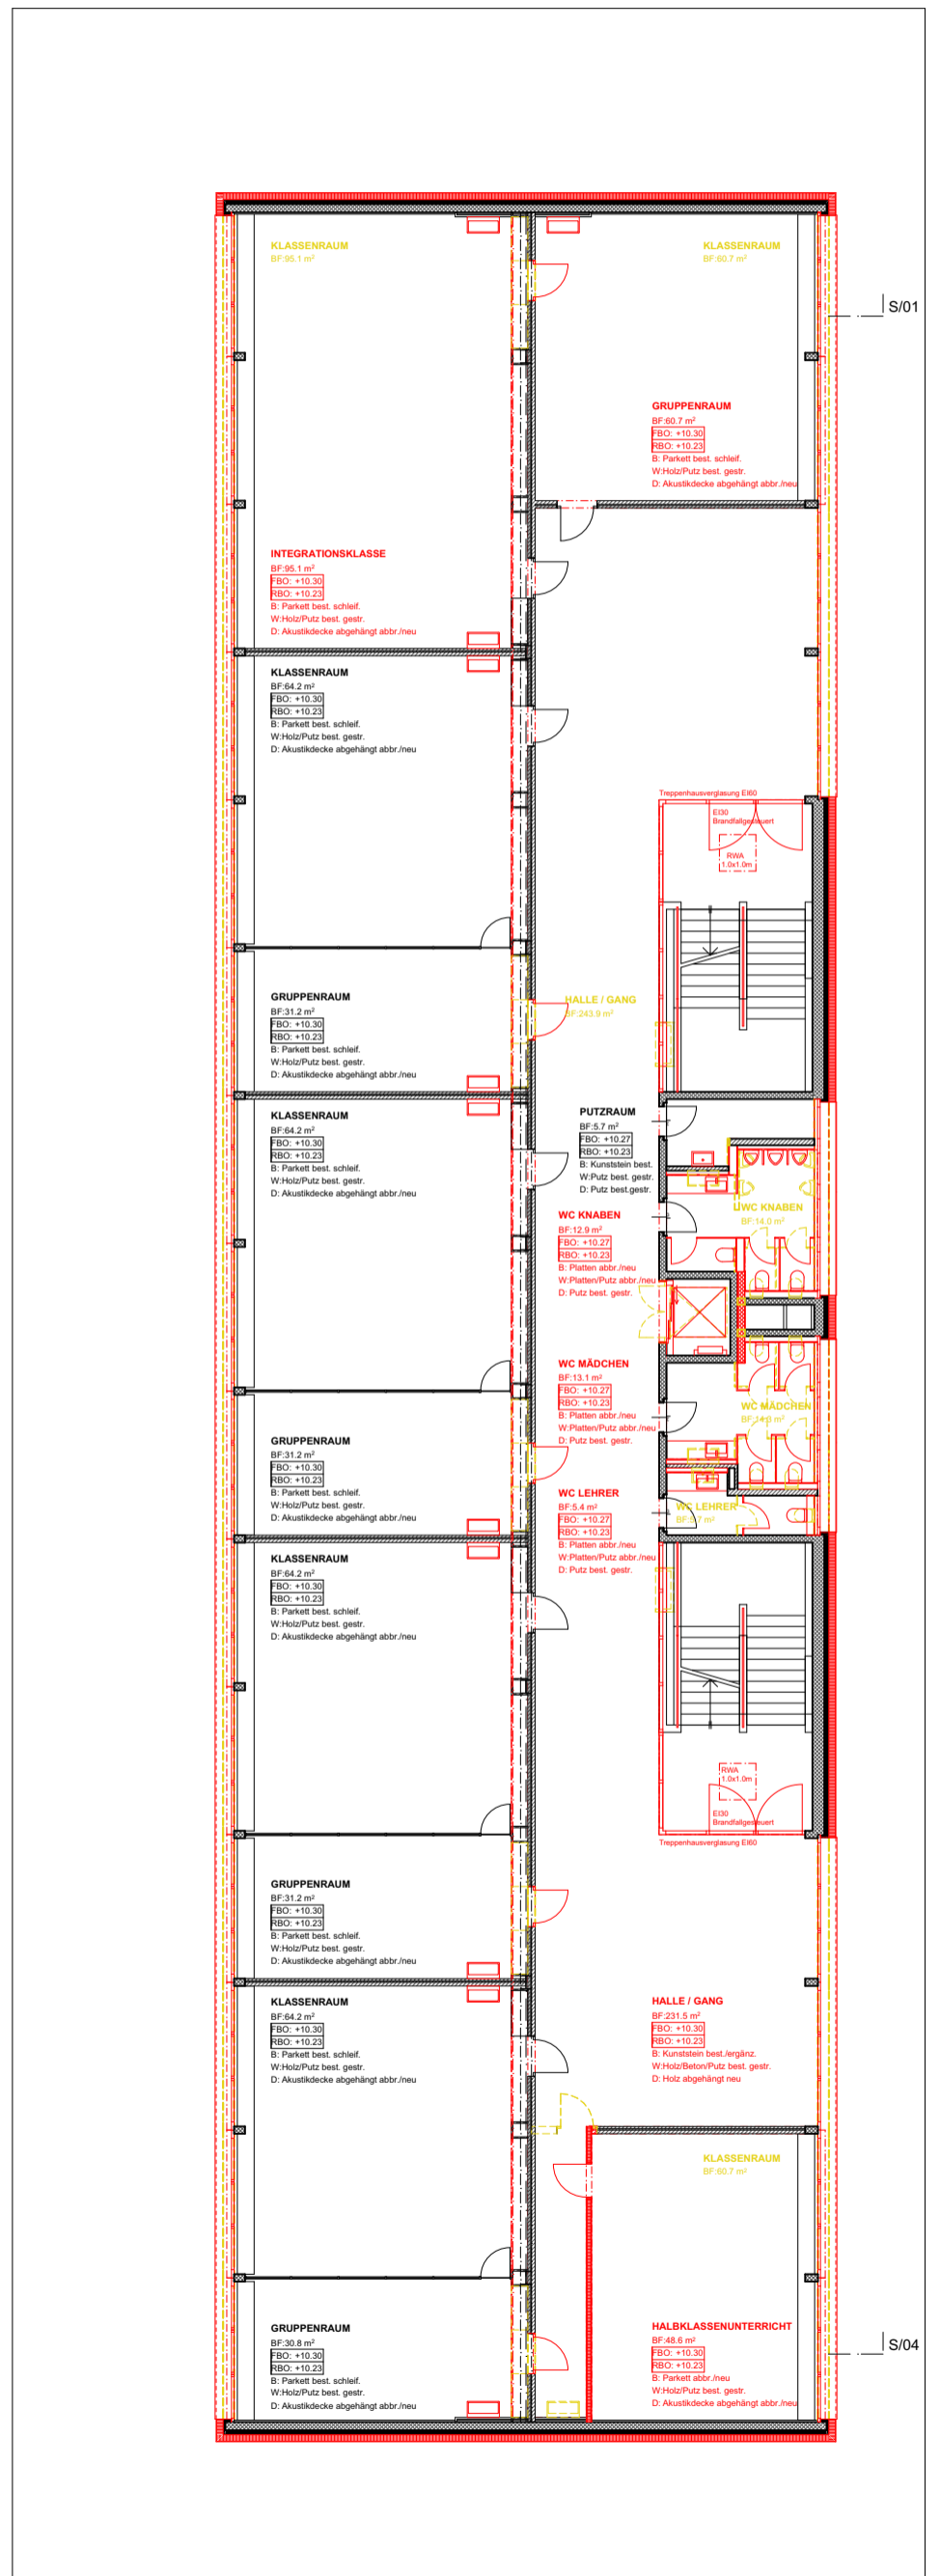 KLASSENRAUM
BF:95.1 m²
KLASSENRAUM
BF:60.7 m²
S/01
GRUPPENRAUM
BF:60.7 m²
FBO: +10.30
RBO: +10.23
B: Parkett best. schleif.
W:Holz/Putz best. gestr.
D: Akustikdecke abgehängt abbr./neu
INTEGRATIONSKLASSE
BF:95.1 m²
FBO: +10.30
RBO: +10.23
B: Parkett best. schleif.
W:Holz/Putz best. gestr.
D: Akustikdecke abgehängt abbr./neu
KLASSENRAUM
BF:64.2 m²
FBO: +10.30
RBO: +10.23
B: Parkett best. schleif.
W:Holz/Putz best. gestr.
D: Akustikdecke abgehängt abbr./neu
Treppenhausverglasung EI60
EI30
Brandfallgesteuert
RWA
1.0x1.0m
GRUPPENRAUM
BF:31.2 m²
FBO: +10.30
RBO: +10.23
B: Parkett best. schleif.
W:Holz/Putz best. gestr.
D: Akustikdecke abgehängt abbr./neu
HALLE / GANG
BF:243.9 m²
KLASSENRAUM
BF:64.2 m²
FBO: +10.30
RBO: +10.23
B: Parkett best. schleif.
W:Holz/Putz best. gestr.
D: Akustikdecke abgehängt abbr./neu
PUTZRAUM
BF:5.7 m²
FBO: +10.27
RBO: +10.23
B: Kunststein best.
W:Putz best. gestr.
D: Putz best.gestr.
WC KNABEN
BF:12.9 m²
FBO: +10.27
RBO: +10.23
B: Platten abbr./neu
W:Platten/Putz abbr./neu
D: Putz best. gestr.
WC KNABEN
BF:14.0 m²
WC MÄDCHEN
BF:13.1 m²
FBO: +10.27
RBO: +10.23
B: Platten abbr./neu
W:Platten/Putz abbr./neu
D: Putz best. gestr.
WC MÄDCHEN
GRUPPENRAUM
BF:31.2 m²
FBO: +10.30
RBO: +10.23
B: Parkett best. schleif.
W:Holz/Putz best. gestr.
D: Akustikdecke abgehängt abbr./neu
WC LEHRER
BF:5.4 m²
FBO: +10.27
RBO: +10.23
B: Platten abbr./neu
W:Platten/Putz abbr./neu
D: Putz best. gestr.
WC LEHRER
KLASSENRAUM
BF:64.2 m²
FBO: +10.30
RBO: +10.23
B: Parkett best. schleif.
W:Holz/Putz best. gestr.
D: Akustikdecke abgehängt abbr./neu
RWA
1.0x1.0m
EI30
Brandfallgesteuert
Treppenhausverglasung EI60
GRUPPENRAUM
BF:31.2 m²
FBO: +10.30
RBO: +10.23
B: Parkett best. schleif.
W:Holz/Putz best. gestr.
D: Akustikdecke abgehängt abbr./neu
KLASSENRAUM
BF:64.2 m²
FBO: +10.30
RBO: +10.23
B: Parkett best. schleif.
W:Holz/Putz best. gestr.
D: Akustikdecke abgehängt abbr./neu
HALLE / GANG
BF:231.5 m²
FBO: +10.30
RBO: +10.23
B: Kunststein best./ergänz.
W:Holz/Beton/Putz best. gestr.
D: Holz abgehängt neu
KLASSENRAUM
BF:60.7 m²
GRUPPENRAUM
BF:30.8 m²
FBO: +10.30
RBO: +10.23
B: Parkett best. schleif.
W:Holz/Putz best. gestr.
D: Akustikdecke abgehängt abbr./neu
HALBKLASSENUNTERRICHT
BF:48.6 m²
FBO: +10.30
RBO: +10.23
B: Parkett abbr./neu
W:Holz/Putz best. gestr.
D: Akustikdecke abgehängt abbr./neu
S/04